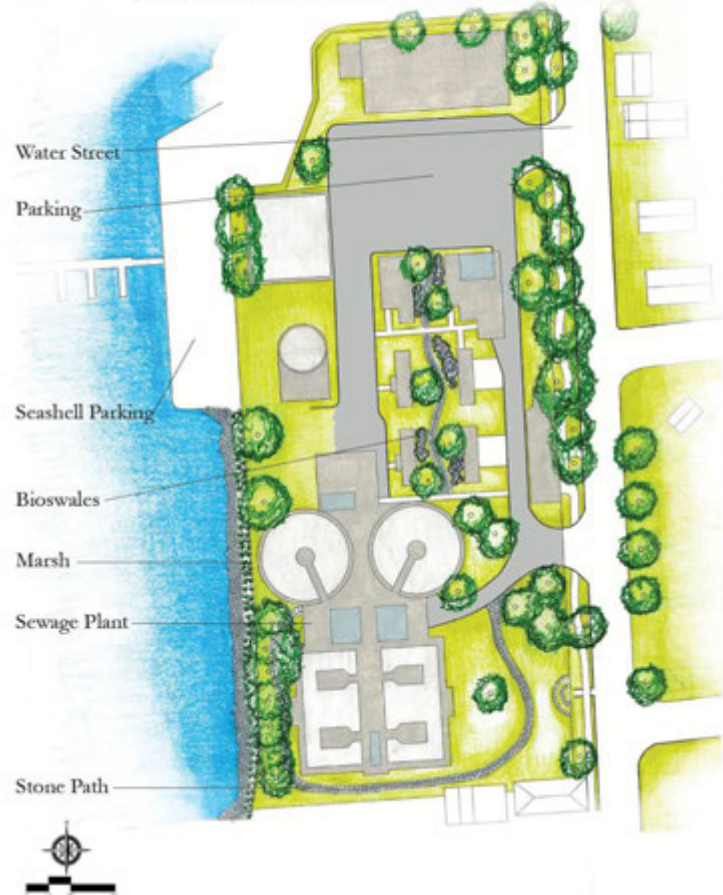 Water Street
Parking
Seashell Parking
Bioswales
Marsh
Sewage Plant
Stone Path